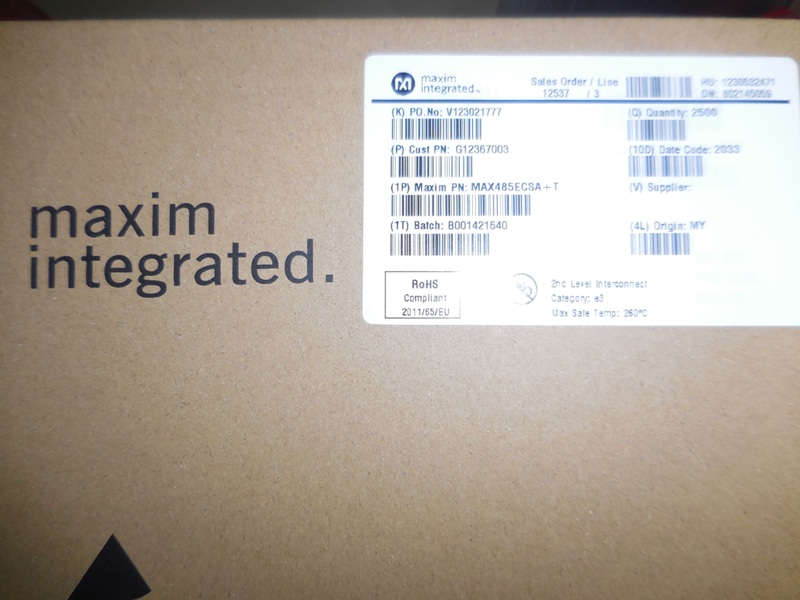 maxim
integrated.
maxim
integrated.
Sales Order / Line
12537 / 3
HU: 1230532471
DN: 802145059
(K) PO.No: V123021777
(Q) Quantity: 2500
(P) Cust PN: G12367003
(10D) Date Code: 2033
(1P) Maxim PN: MAX485ECSA+T
(V) Supplier:
(1T) Batch: B001421640
(4L) Origin: MY
RoHS
Compliant
2011/65/EU
2nd Level Interconnect
Category: e3
Max Safe Temp: 260°C